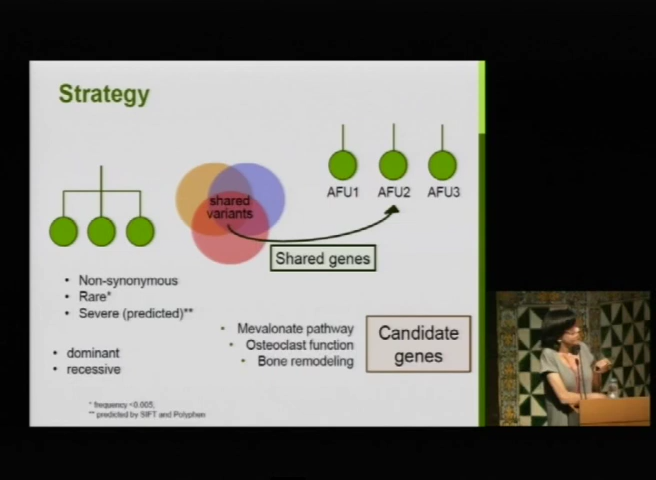 Strategy
AFU1 AFU2 AFU3
shared
variants
Shared genes
• Non-synonymous
• Rare*
• Severe (predicted)**
• dominant
• recessive
• Mevalonate pathway
• Osteoclast function
• Bone remodeling
Candidate
genes
* frequency <0.005;
** predicted by SIFT and Polyphen